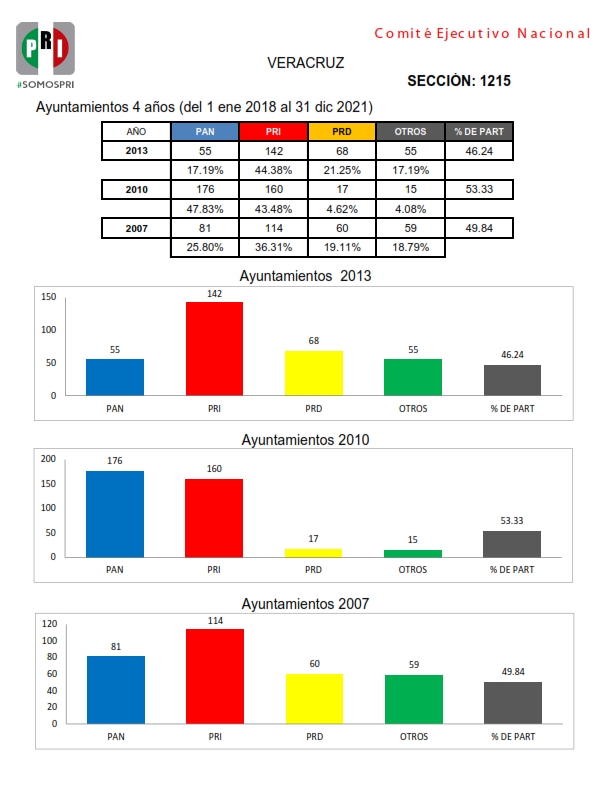 PRI
#SOMOSPRI
Comité Ejecutivo Nacional
VERACRUZ
SECCIÓN: 1215
Ayuntamientos 4 años (del 1 ene 2018 al 31 dic 2021)
AÑO PAN PRI PRD OTROS % DE PART
2013 55 142 68 55 46.24
17.19% 44.38% 21.25% 17.19%
2010 176 160 17 15 53.33
47.83% 43.48% 4.62% 4.08%
2007 81 114 60 59 49.84
25.80% 36.31% 19.11% 18.79%
Ayuntamientos 2013
150
100
50
0
55 142 68 55 46.24
PAN PRI PRD OTROS % DE PART
Ayuntamientos 2010
200
150
100
50
0
176 160 17 15 53.33
PAN PRI PRD OTROS % DE PART
Ayuntamientos 2007
120
100
80
60
40
20
0
81 114 60 59 49.84
PAN PRI PRD OTROS % DE PART